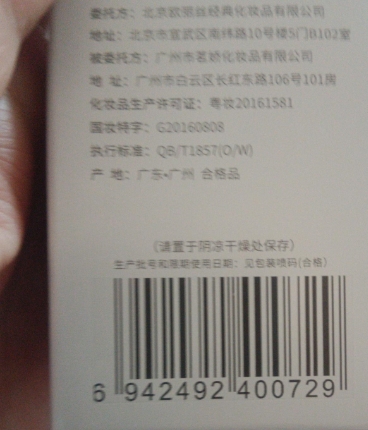 委托方：北京欧丽丝经典化妆品有限公司
地址：北京市宣武区南纬路10号楼5门B102室
被委托方：广州市茗娇化妆品有限公司
地 址：广州市白云区长红东路106号101房
化妆品生产许可证：粤妆20161581
国妆特字：G20160808
执行标准：QB/T1857(O/W)
产 地：广东·广州 合格品
（请置于阴凉干燥处保存）
生产批号和限期使用日期：见包装喷码(合格)
6 942492 400729